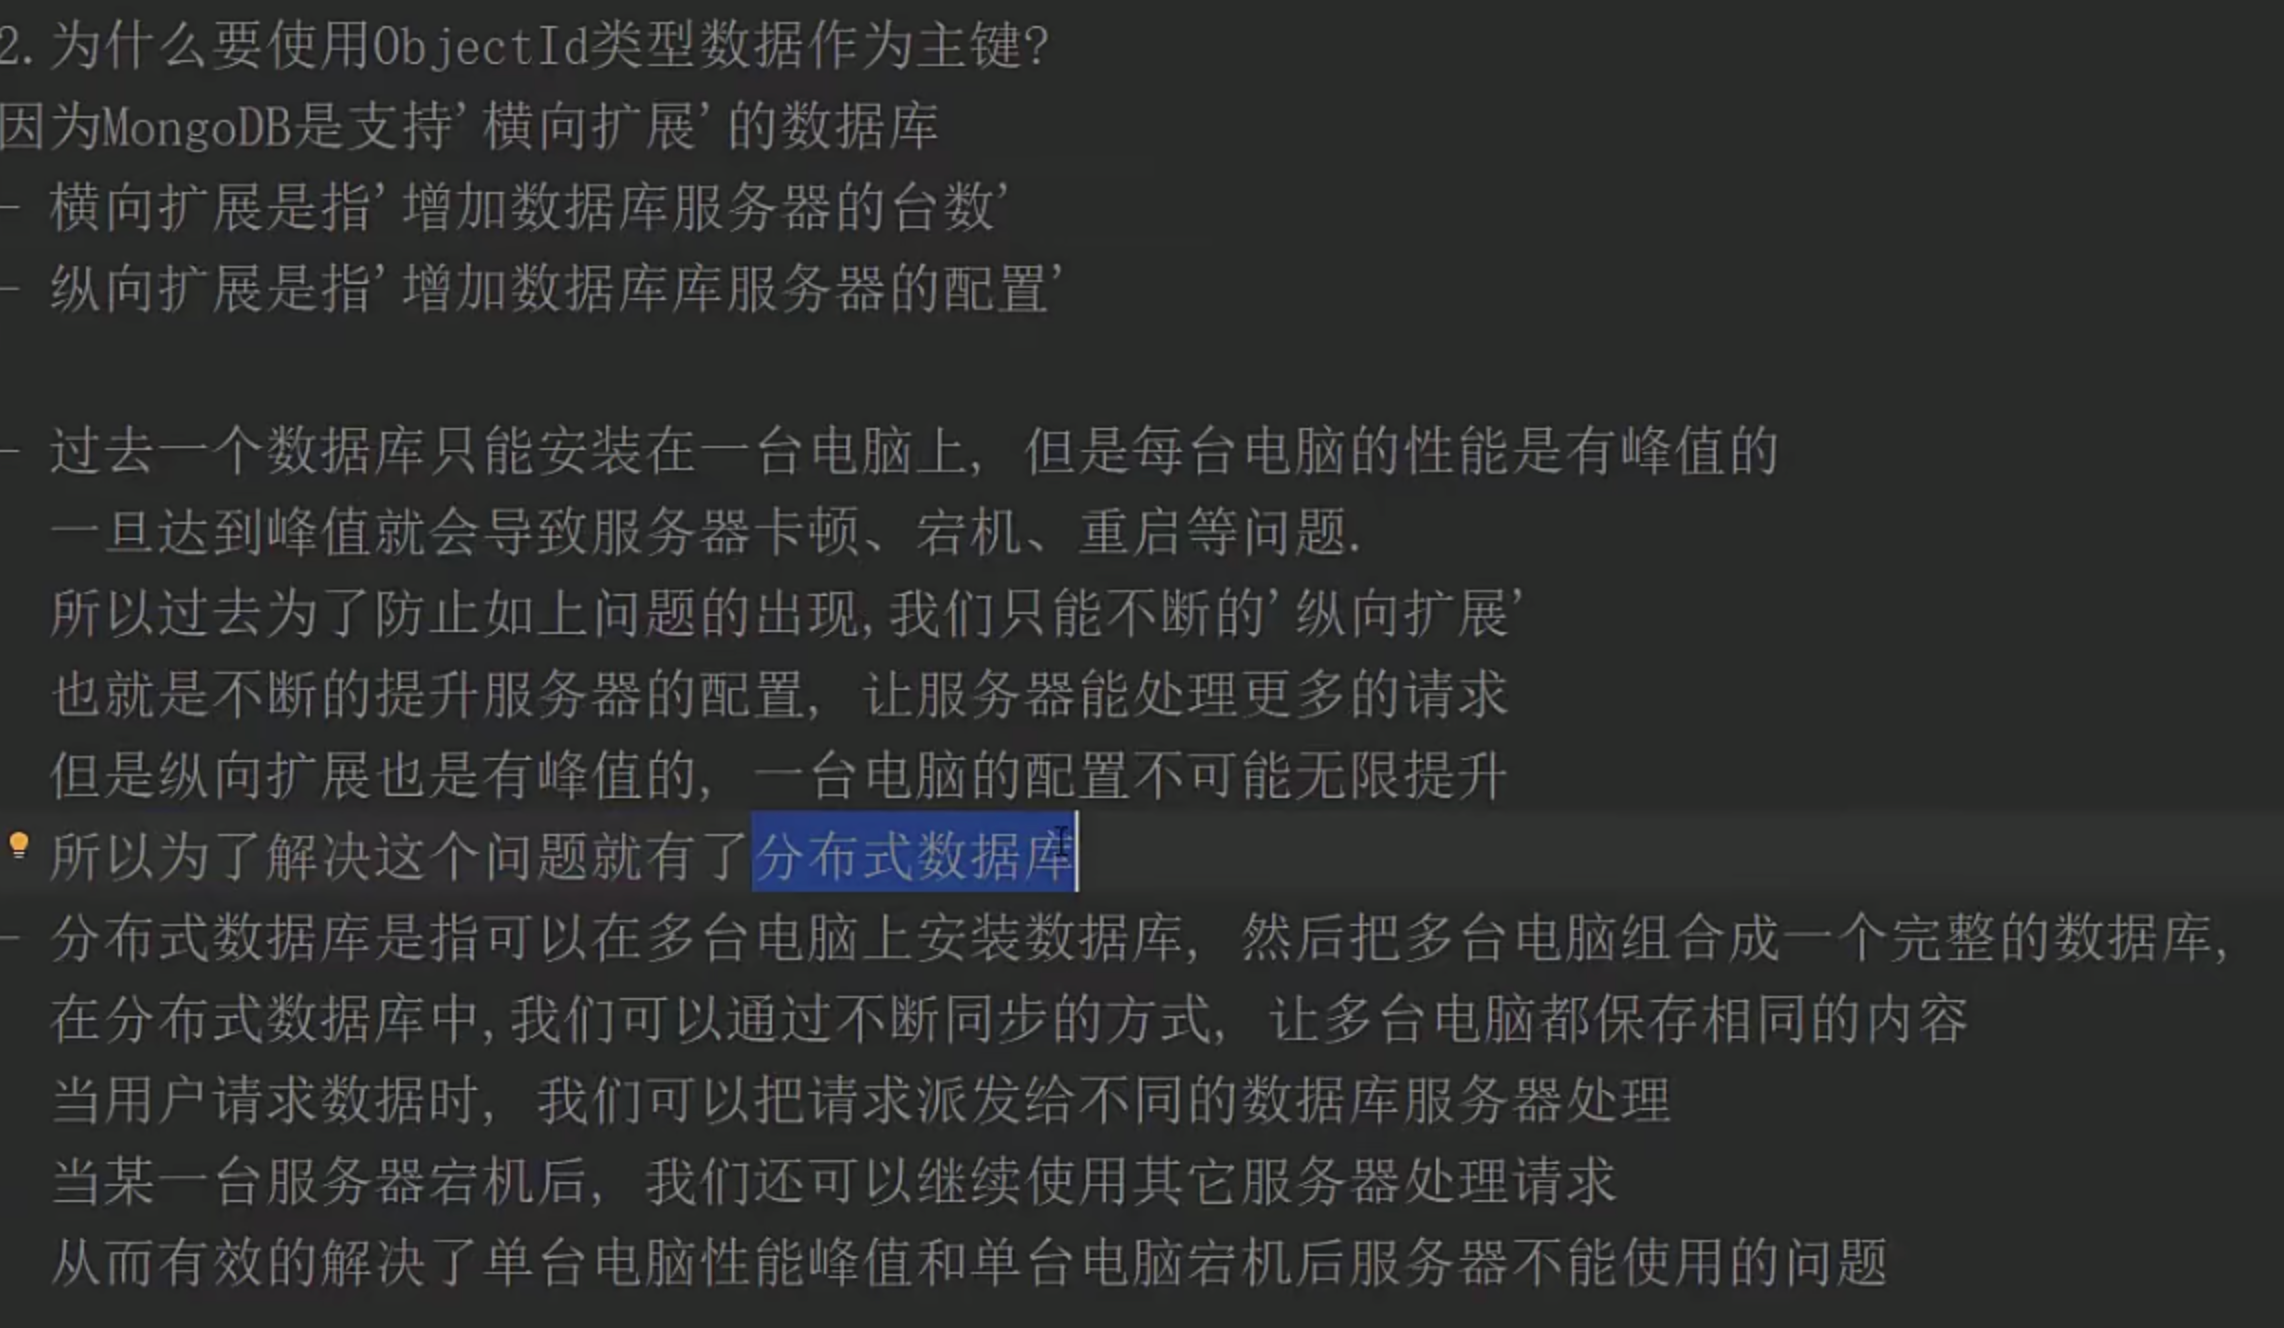 2.为什么要使用ObjectId类型数据作为主键?
因为MongoDB是支持'横向扩展'的数据库
- 横向扩展是指'增加数据库服务器的台数'
- 纵向扩展是指'增加数据库库服务器的配置'
- 过去一个数据库只能安装在一台电脑上, 但是每台电脑的性能是有峰值的
一旦达到峰值就会导致服务器卡顿、宕机、重启等问题.
所以过去为了防止如上问题的出现,我们只能不断的'纵向扩展'
也就是不断的提升服务器的配置, 让服务器能处理更多的请求
但是纵向扩展也是有峰值的, 一台电脑的配置不可能无限提升
所以为了解决这个问题就有了分布式数据库
- 分布式数据库是指可以在多台电脑上安装数据库, 然后把多台电脑组合成一个完整的数据库,
在分布式数据库中,我们可以通过不断同步的方式, 让多台电脑都保存相同的内容
当用户请求数据时, 我们可以把请求派发给不同的数据库服务器处理
当某一台服务器宕机后, 我们还可以继续使用其它服务器处理请求
从而有效的解决了单台电脑性能峰值和单台电脑宕机后服务器不能使用的问题